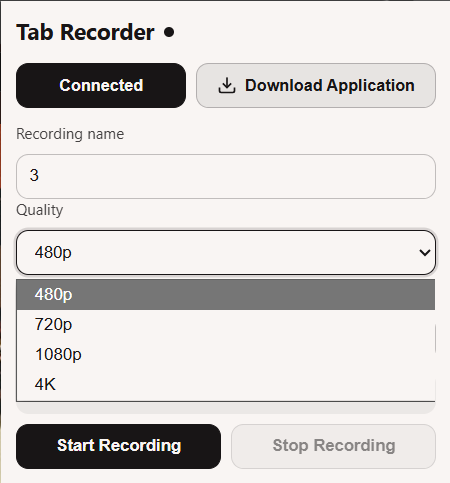 Tab Recorder
Connected
Download Application
Recording name
3
Quality
480p
480p
720p
1080p
4K
Start Recording
Stop Recording